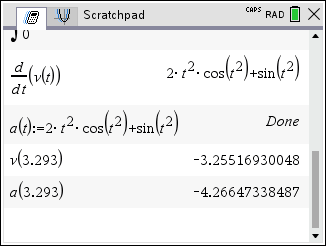 Scratchpad
CAPS RAD
0
d/dt(v(t)) 2·t²·cos(t²)+sin(t²)
a(t):=2·t²·cos(t²)+sin(t²) Done
v(3.293) -3.25516930048
a(3.293) -4.26647338487